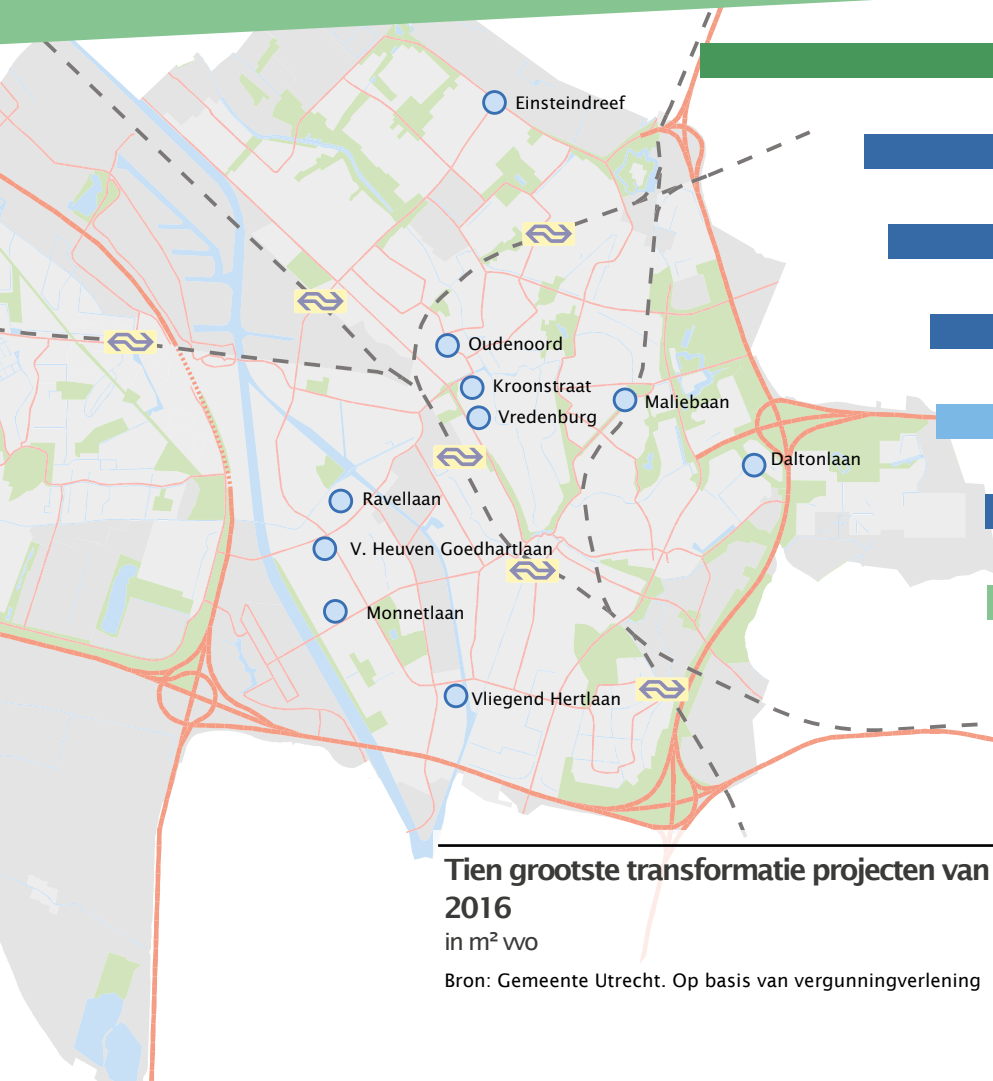 Einsteindreef
Oudenoord
Kroonstraat
Maliebaan
Vredenburg
Daltonlaan
Ravellaan
V. Heuven Goedhartlaan
Monnetlaan
Vliegend Hertlaan
Tien grootste transformatie projecten van
2016
in m² vvo
Bron: Gemeente Utrecht. Op basis van vergunningverlening